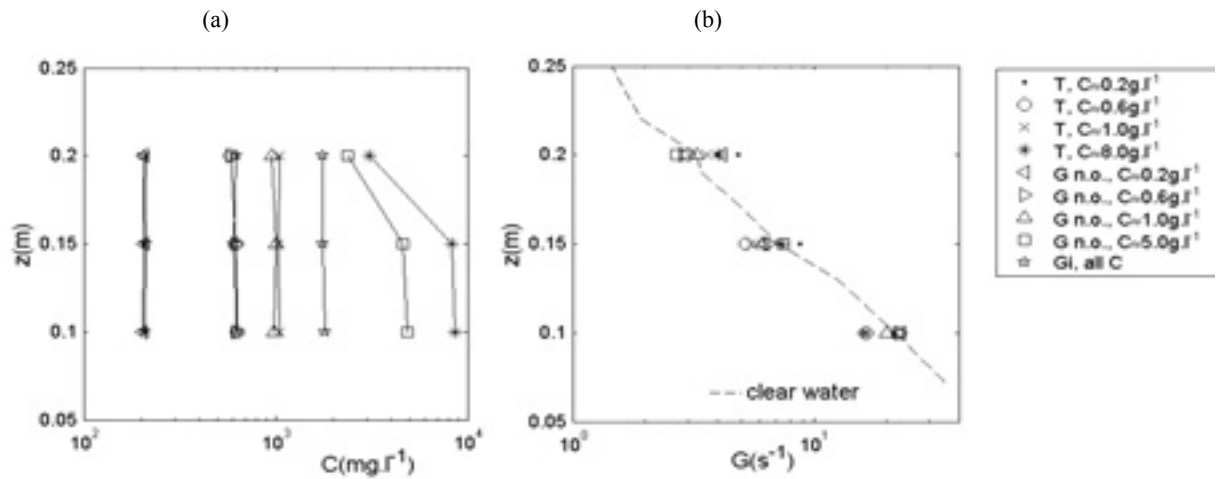 (a)
(b)
0.25
0.2
0.15
0.1
0.05
z(m)
10²
10³
10⁴
C(mg.l⁻¹)
0.25
0.2
0.15
0.1
0.05
z(m)
clear water
10⁰
10¹
G(s⁻¹)
T, C≈0.2g.l⁻¹
T, C≈0.6g.l⁻¹
T, C≈1.0g.l⁻¹
T, C≈8.0g.l⁻¹
G n.o., C≈0.2g.l⁻¹
G n.o., C≈0.6g.l⁻¹
G n.o., C≈1.0g.l⁻¹
G n.o., C≈5.0g.l⁻¹
Gi, all C